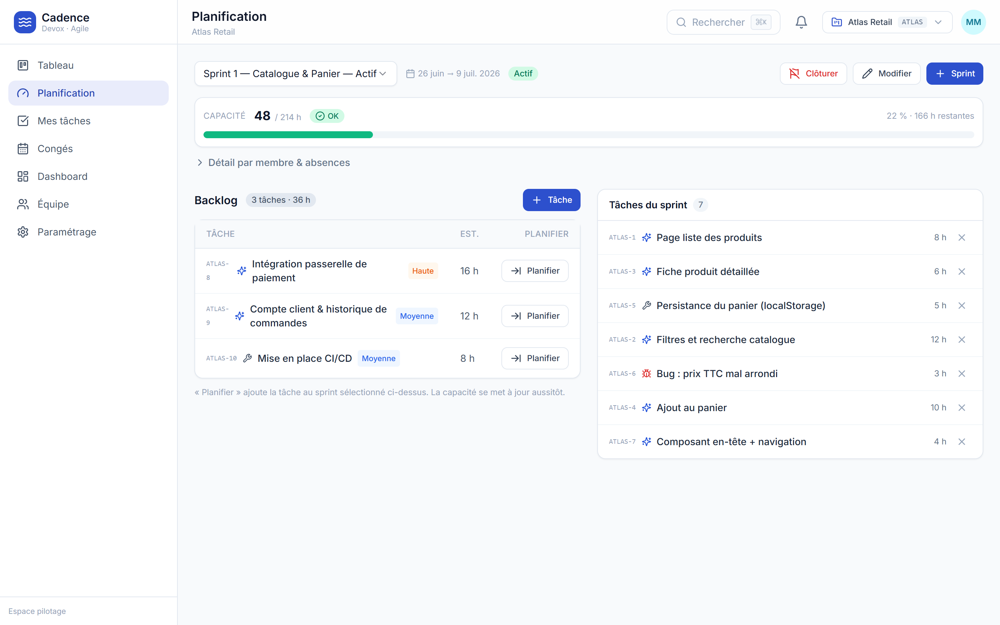 Cadence
Devox · Agile
Planification
Atlas Retail
Rechercher ⌘K
Atlas Retail ATLAS
MM
Tableau
Planification
Mes tâches
Congés
Dashboard
Équipe
Paramétrage
Espace pilotage
Sprint 1 — Catalogue & Panier — Actif
26 juin → 9 juil. 2026
Actif
Clôturer
Modifier
Sprint
CAPACITÉ 48 / 214 h OK
22 % · 166 h restantes
Détail par membre & absences
Backlog 3 tâches · 36 h
Tâche
TÂCHE EST. PLANIFIER
ATLAS-
8
Intégration passerelle de
paiement
Haute
16 h
Planifier
ATLAS-
9
Compte client & historique de
commandes
Moyenne
12 h
Planifier
ATLAS-10 Mise en place CI/CD Moyenne 8 h Planifier
« Planifier » ajoute la tâche au sprint sélectionné ci-dessus. La capacité se met à jour aussitôt.
Tâches du sprint 7
ATLAS-1 Page liste des produits 8 h
ATLAS-3 Fiche produit détaillée 6 h
ATLAS-5 Persistance du panier (localStorage) 5 h
ATLAS-2 Filtres et recherche catalogue 12 h
ATLAS-6 Bug : prix TTC mal arrondi 3 h
ATLAS-4 Ajout au panier 10 h
ATLAS-7 Composant en-tête + navigation 4 h